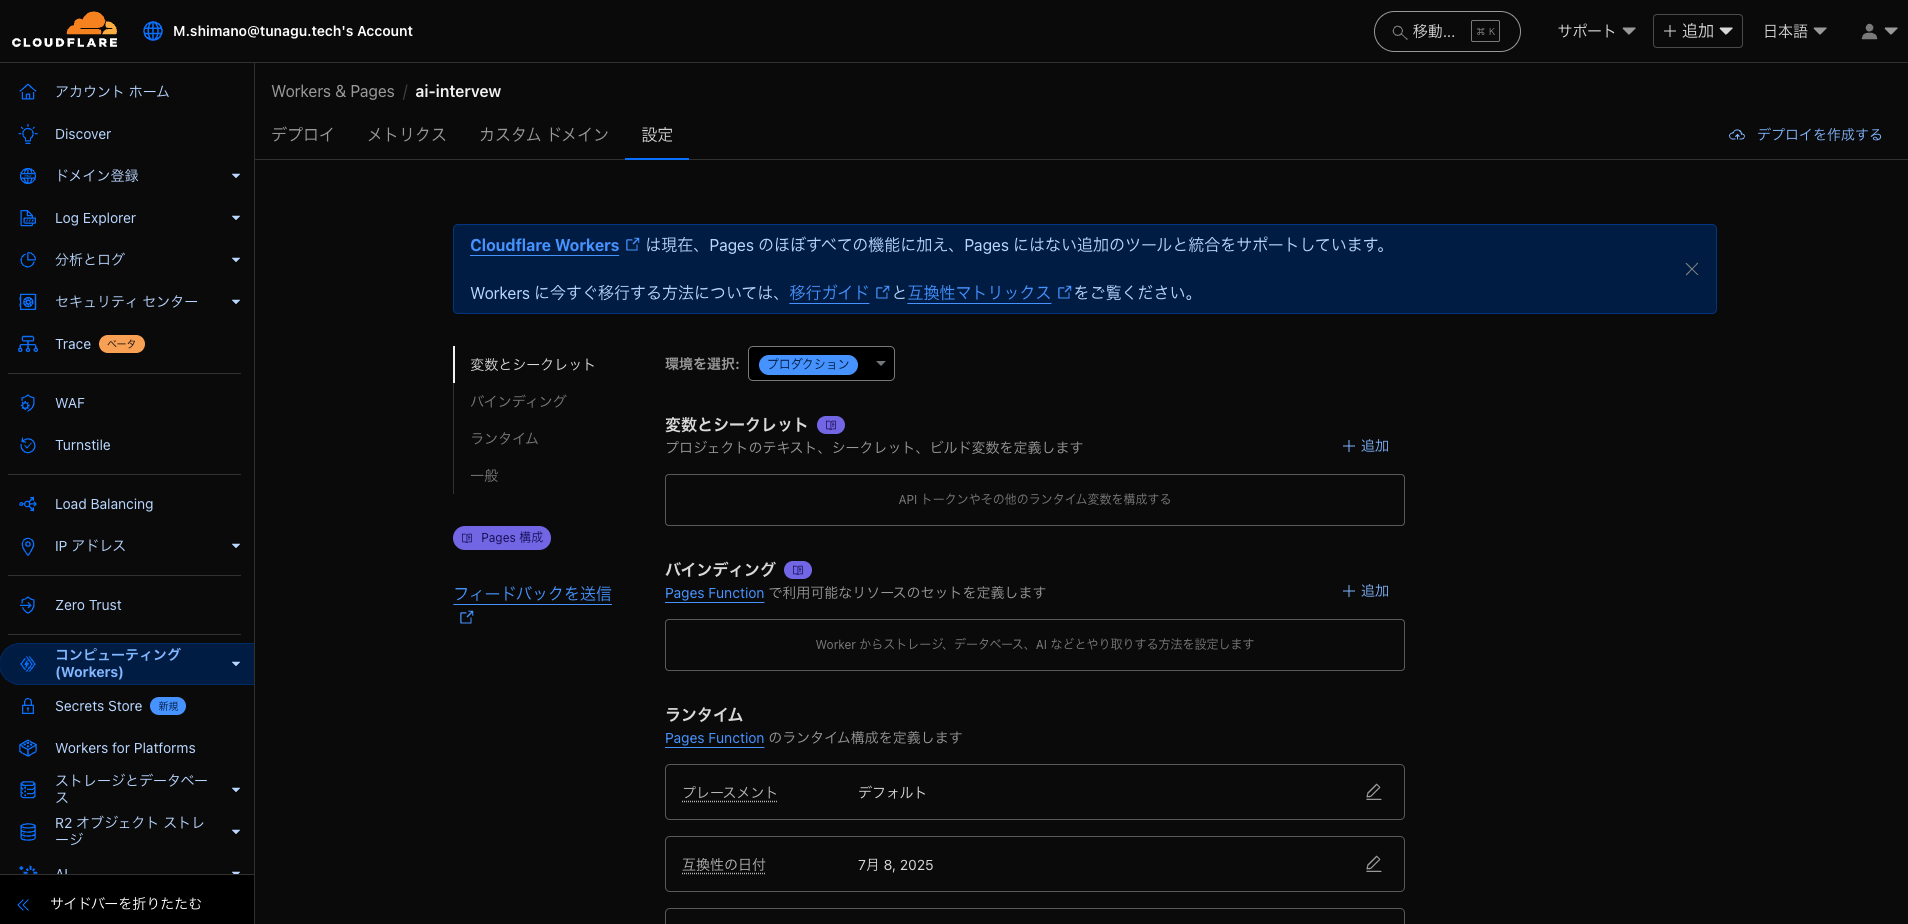 CLOUDFLARE
M.shimano@tunagu.tech's Account
移動...
⌘ K
サポート
追加
日本語
アカウント ホーム
Discover
ドメイン登録
Log Explorer
分析とログ
セキュリティ センター
Trace ベータ
WAF
Turnstile
Load Balancing
IP アドレス
Zero Trust
コンピューティング
(Workers)
Secrets Store 新規
Workers for Platforms
ストレージとデータベー
ス
R2 オブジェクト ストレ
ージ
AI
サイドバーを折りたたむ
Workers & Pages / ai-intervew
デプロイ メトリクス カスタム ドメイン 設定
デプロイを作成する
Cloudflare Workers は現在、Pages のほぼすべての機能に加え、Pages にはない追加のツールと統合をサポートしています。
Workers に今すぐ移行する方法については、移行ガイド と互換性マトリックス をご覧ください。
変数とシークレット
バインディング
ランタイム
一般
Pages 構成
フィードバックを送信
環境を選択: プロダクション
変数とシークレット
プロジェクトのテキスト、シークレット、ビルド変数を定義します
追加
API トークンやその他のランタイム変数を構成する
バインディング
Pages Function で利用可能なリソースのセットを定義します
追加
Worker からストレージ、データベース、AI などとやり取りする方法を設定します
ランタイム
Pages Function のランタイム構成を定義します
プレースメント デフォルト
互換性の日付 7月 8, 2025